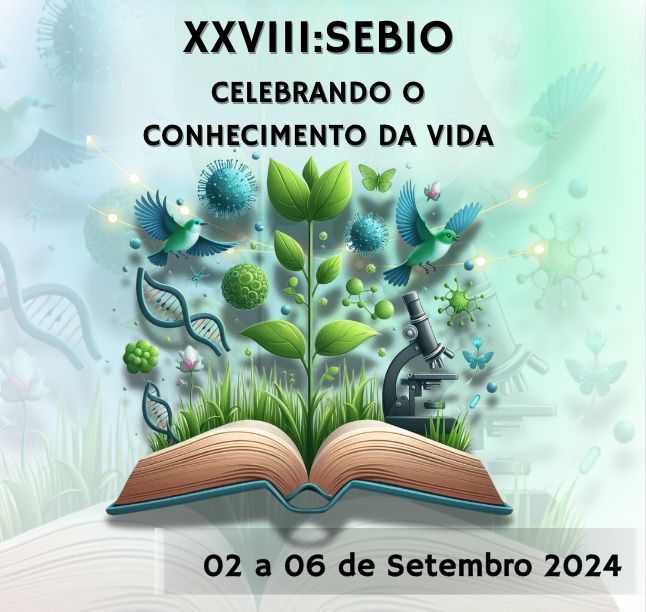 XXVIII:SEBIO
CELEBRANDO O
CONHECIMENTO DA VIDA
02 a 06 de Setembro 2024